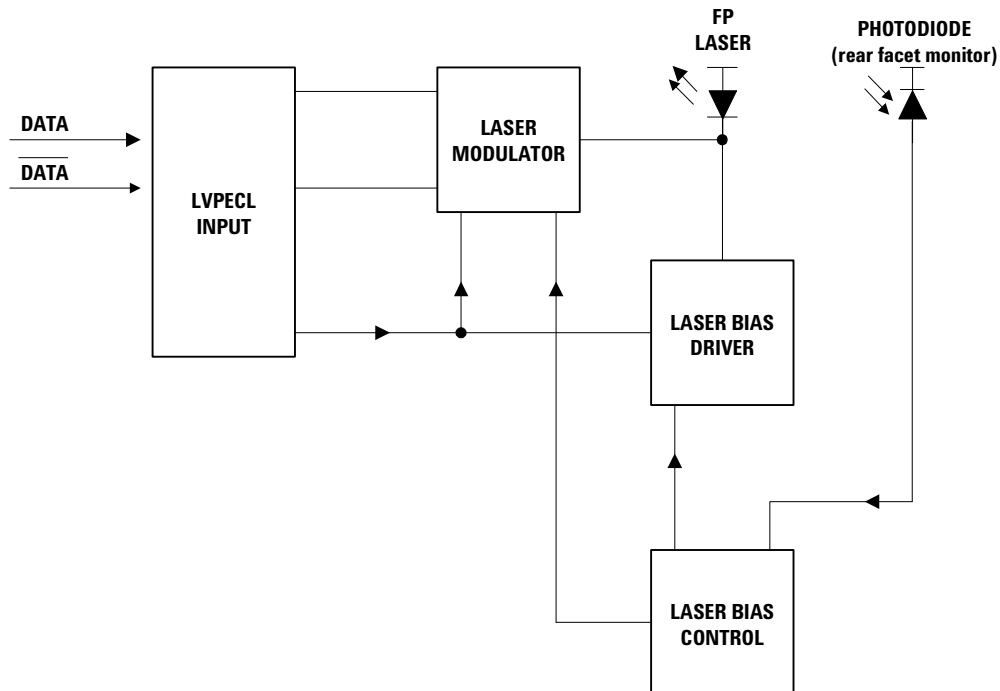 FP
LASER
PHOTODIODE
(rear facet monitor)
DATA
DATA
LVPECL
INPUT
LASER
MODULATOR
LASER BIAS
DRIVER
LASER BIAS
CONTROL